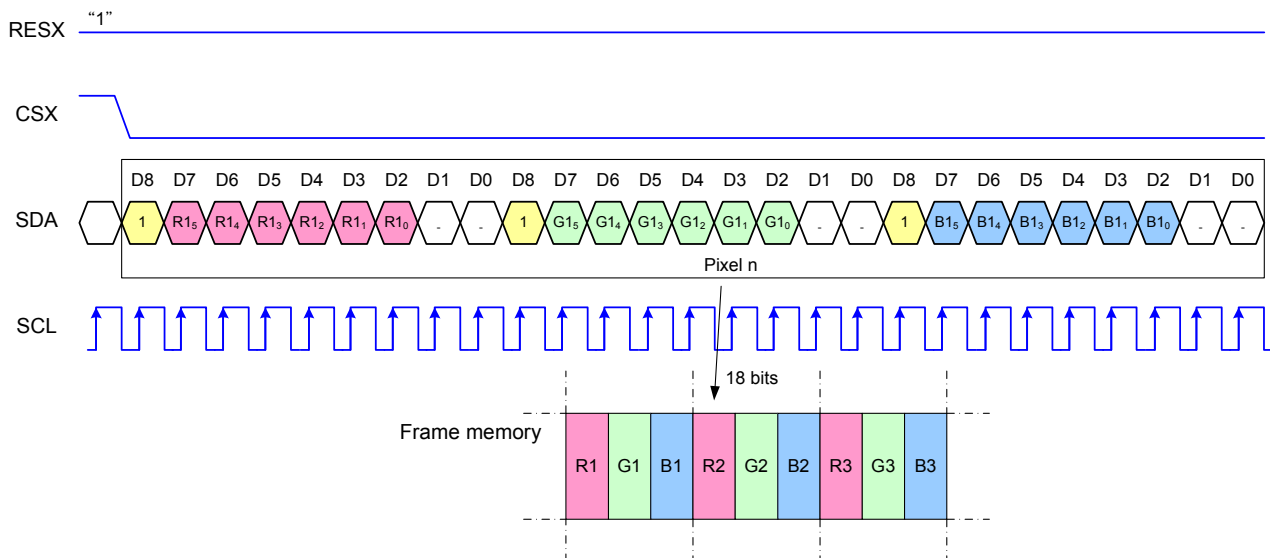 RESX “1”
CSX
D8 D7 D6 D5 D4 D3 D2 D1 D0 D8 D7 D6 D5 D4 D3 D2 D1 D0 D8 D7 D6 D5 D4 D3 D2 D1 D0
SDA 1 R1₅ R1₄ R1₃ R1₂ R1₁ R1₀ - - 1 G1₅ G1₄ G1₃ G1₂ G1₁ G1₀ - - 1 B1₅ B1₄ B1₃ B1₂ B1₁ B1₀ - -
Pixel n
SCL
18 bits
Frame memory
R1 G1 B1 R2 G2 B2 R3 G3 B3